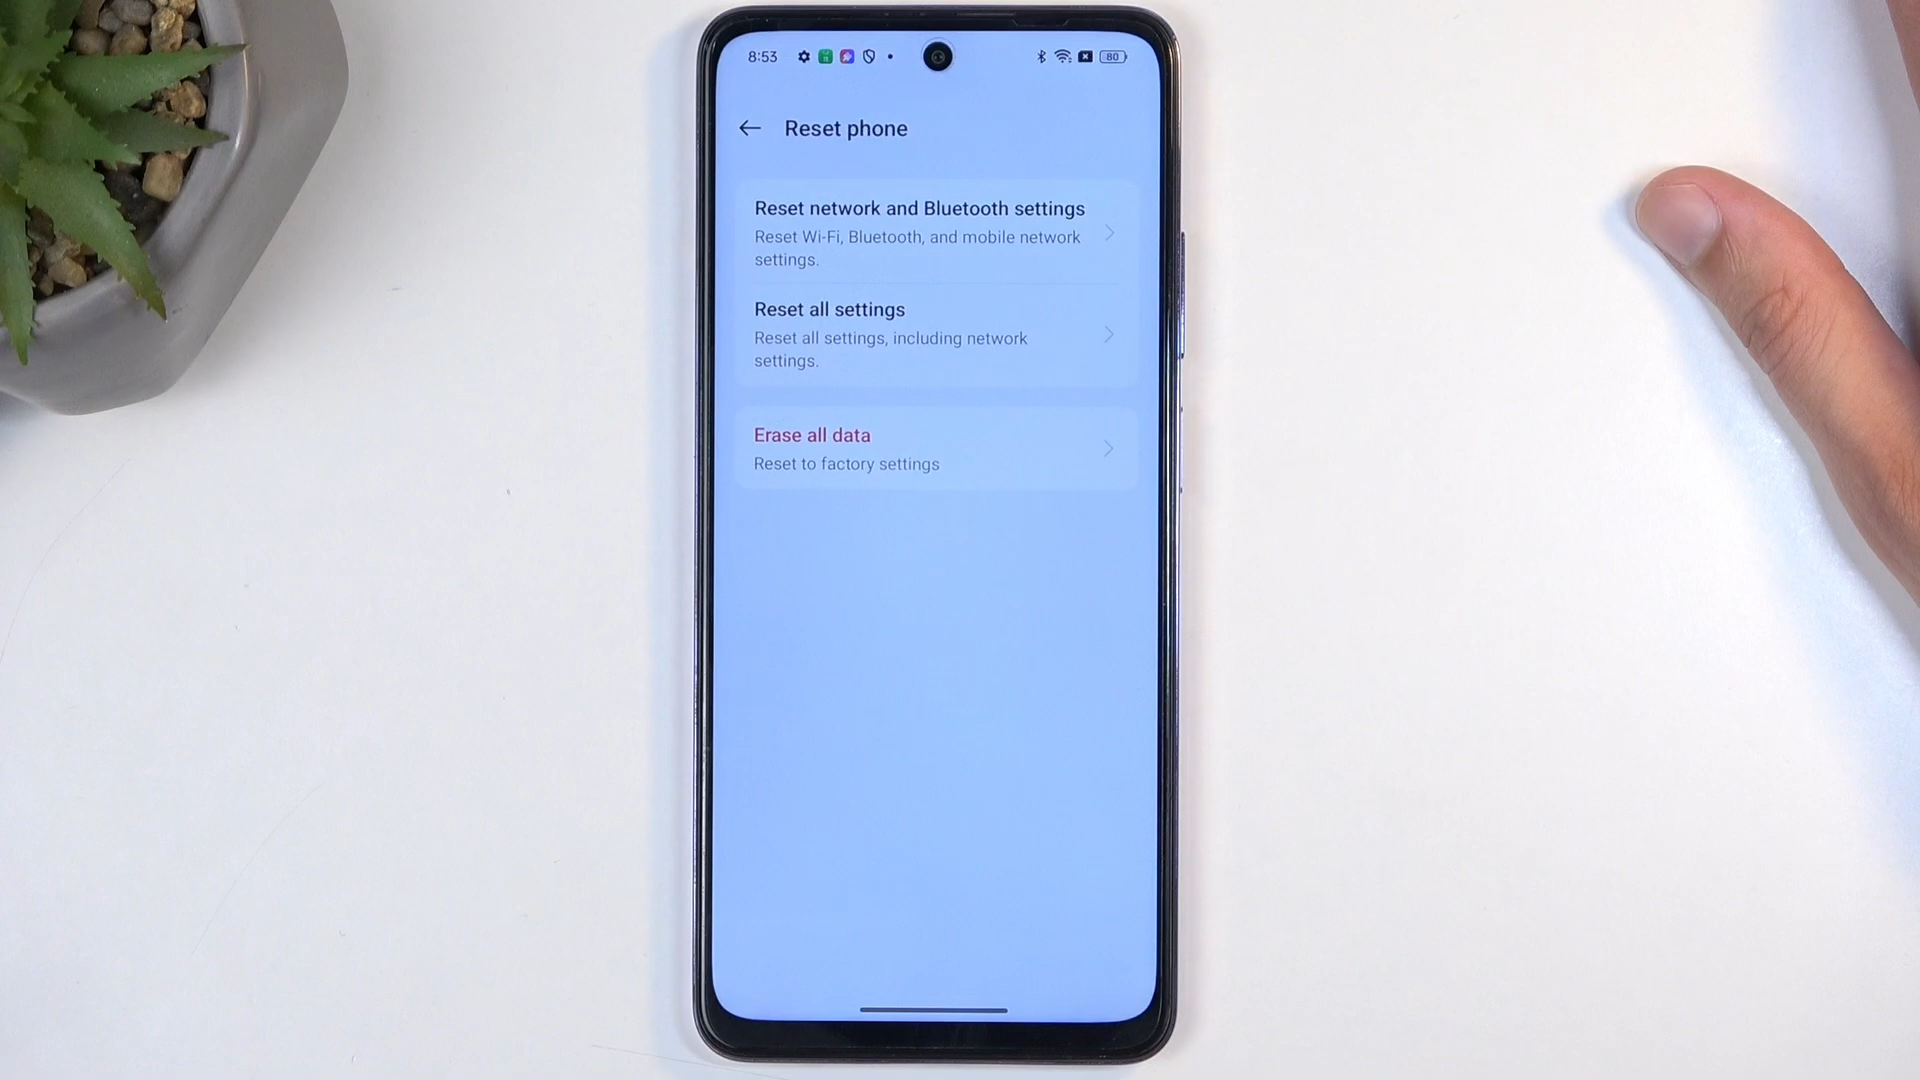 8:53
80
Reset phone
Reset network and Bluetooth settings
Reset Wi-Fi, Bluetooth, and mobile network
settings.
Reset all settings
Reset all settings, including network
settings.
Erase all data
Reset to factory settings